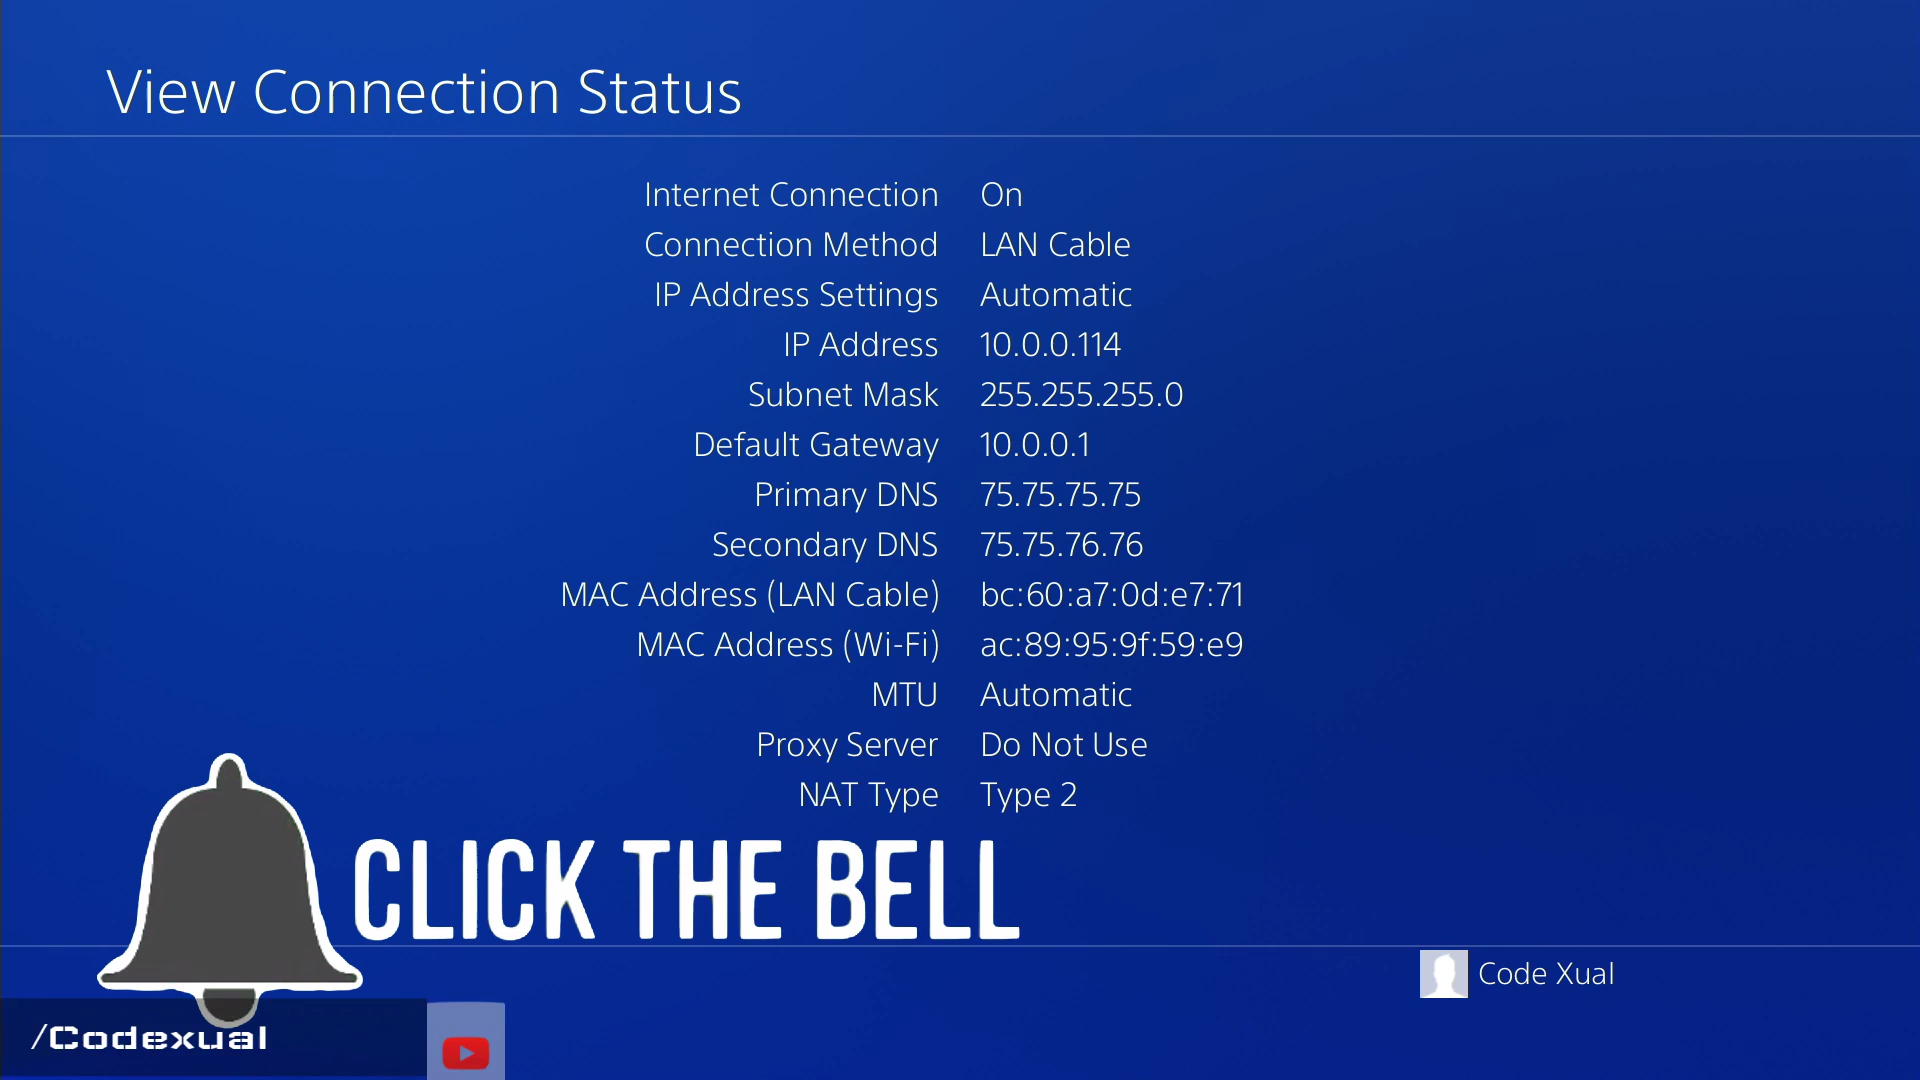 View Connection Status
Internet Connection On
Connection Method LAN Cable
IP Address Settings Automatic
IP Address 10.0.0.114
Subnet Mask 255.255.255.0
Default Gateway 10.0.0.1
Primary DNS 75.75.75.75
Secondary DNS 75.75.76.76
MAC Address (LAN Cable) bc:60:a7:0d:e7:71
MAC Address (Wi-Fi) ac:89:95:9f:59:e9
MTU Automatic
Proxy Server Do Not Use
NAT Type Type 2
CLICK THE BELL
Code Xual
/Codexual